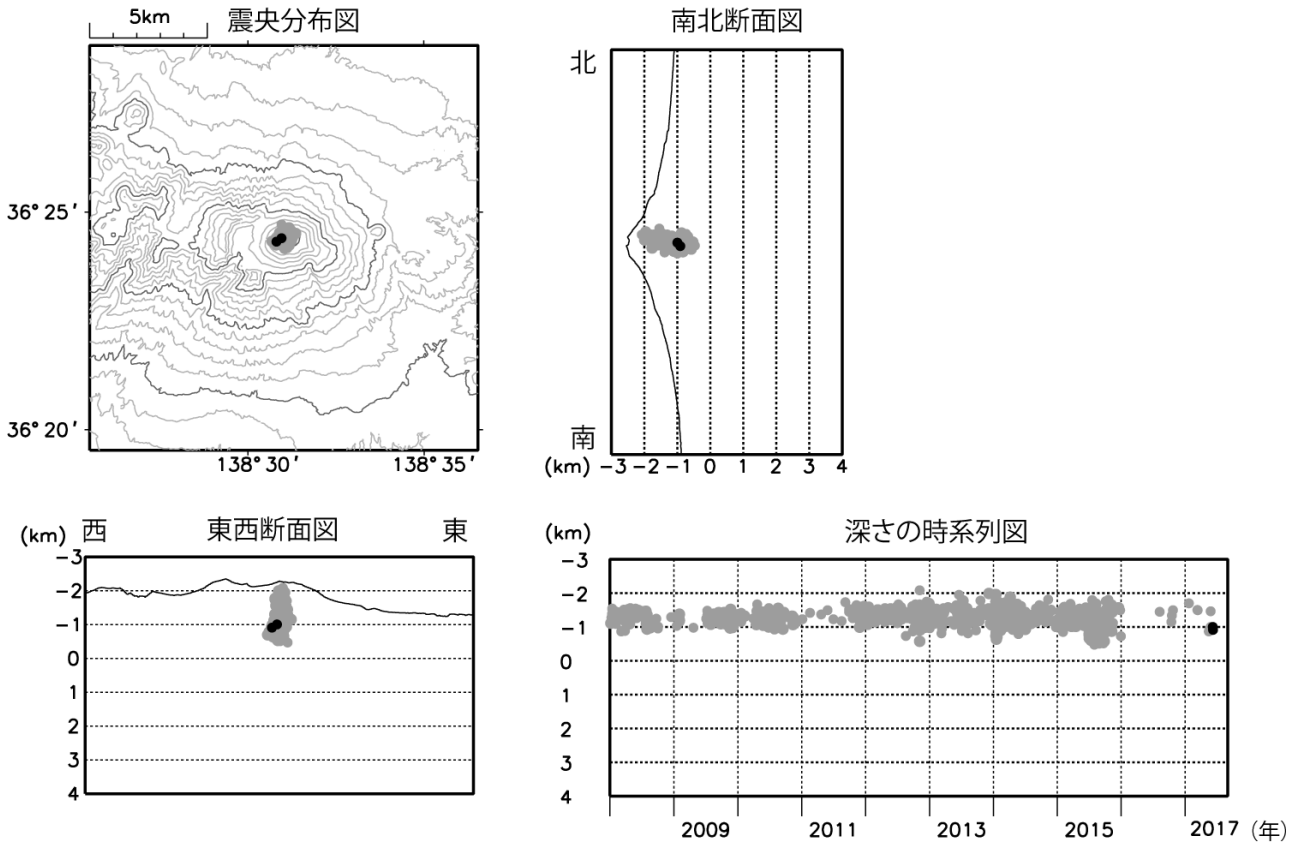 5km
震央分布図
36°25′
36°20′
138°30′
138°35′
南北断面図
北
南
(km) −3 −2 −1 0 1 2 3 4
(km) 西 東西断面図 東
−3
−2
−1
0
1
2
3
4
(km) 深さの時系列図
−3
−2
−1
0
1
2
3
4
2009 2011 2013 2015 2017 (年)